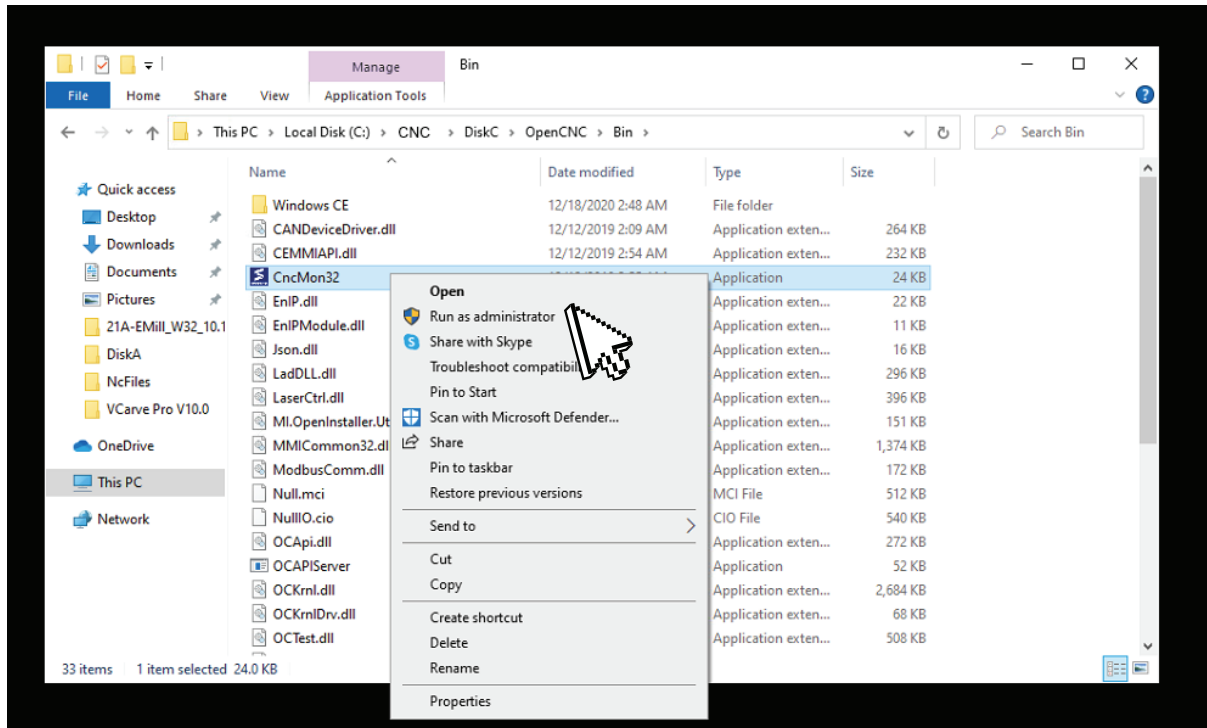 Manage Bin
File Home Share View Application Tools
This PC > Local Disk (C:) > CNC > DiskC > OpenCNC > Bin > Search Bin
Name Date modified Type Size
Quick access
Desktop
Downloads
Documents
Pictures
21A-EMill_W32_10.1
DiskA
NcFiles
VCarve Pro V10.0
OneDrive
This PC
Network
Windows CE 12/18/2020 2:48 AM File folder
CANDeviceDriver.dll 12/12/2019 2:09 AM Application exten... 264 KB
CEMMIAPI.dll 12/12/2019 2:54 AM Application exten... 232 KB
CncMon32 Application 24 KB
EnIP.dll Application exten... 22 KB
EnIPModule.dll Application exten... 11 KB
Json.dll Application exten... 16 KB
LadDLL.dll Application exten... 296 KB
LaserCtrl.dll Application exten... 396 KB
MI.OpenInstaller.Ut Application exten... 151 KB
MMICommon32.dl Application exten... 1,374 KB
ModbusComm.dll Application exten... 172 KB
Null.mci MCI File 512 KB
NullIO.cio CIO File 540 KB
OCApi.dll Application exten... 272 KB
OCAPIServer Application 52 KB
OCKrnl.dll Application exten... 2,684 KB
OCKrnlDrv.dll Application exten... 68 KB
OCTest.dll Application exten... 508 KB
Open
Run as administrator
Share with Skype
Troubleshoot compatibil
Pin to Start
Scan with Microsoft Defender...
Share
Pin to taskbar
Restore previous versions
Send to
Cut
Copy
Create shortcut
Delete
Rename
Properties
33 items 1 item selected 24.0 KB